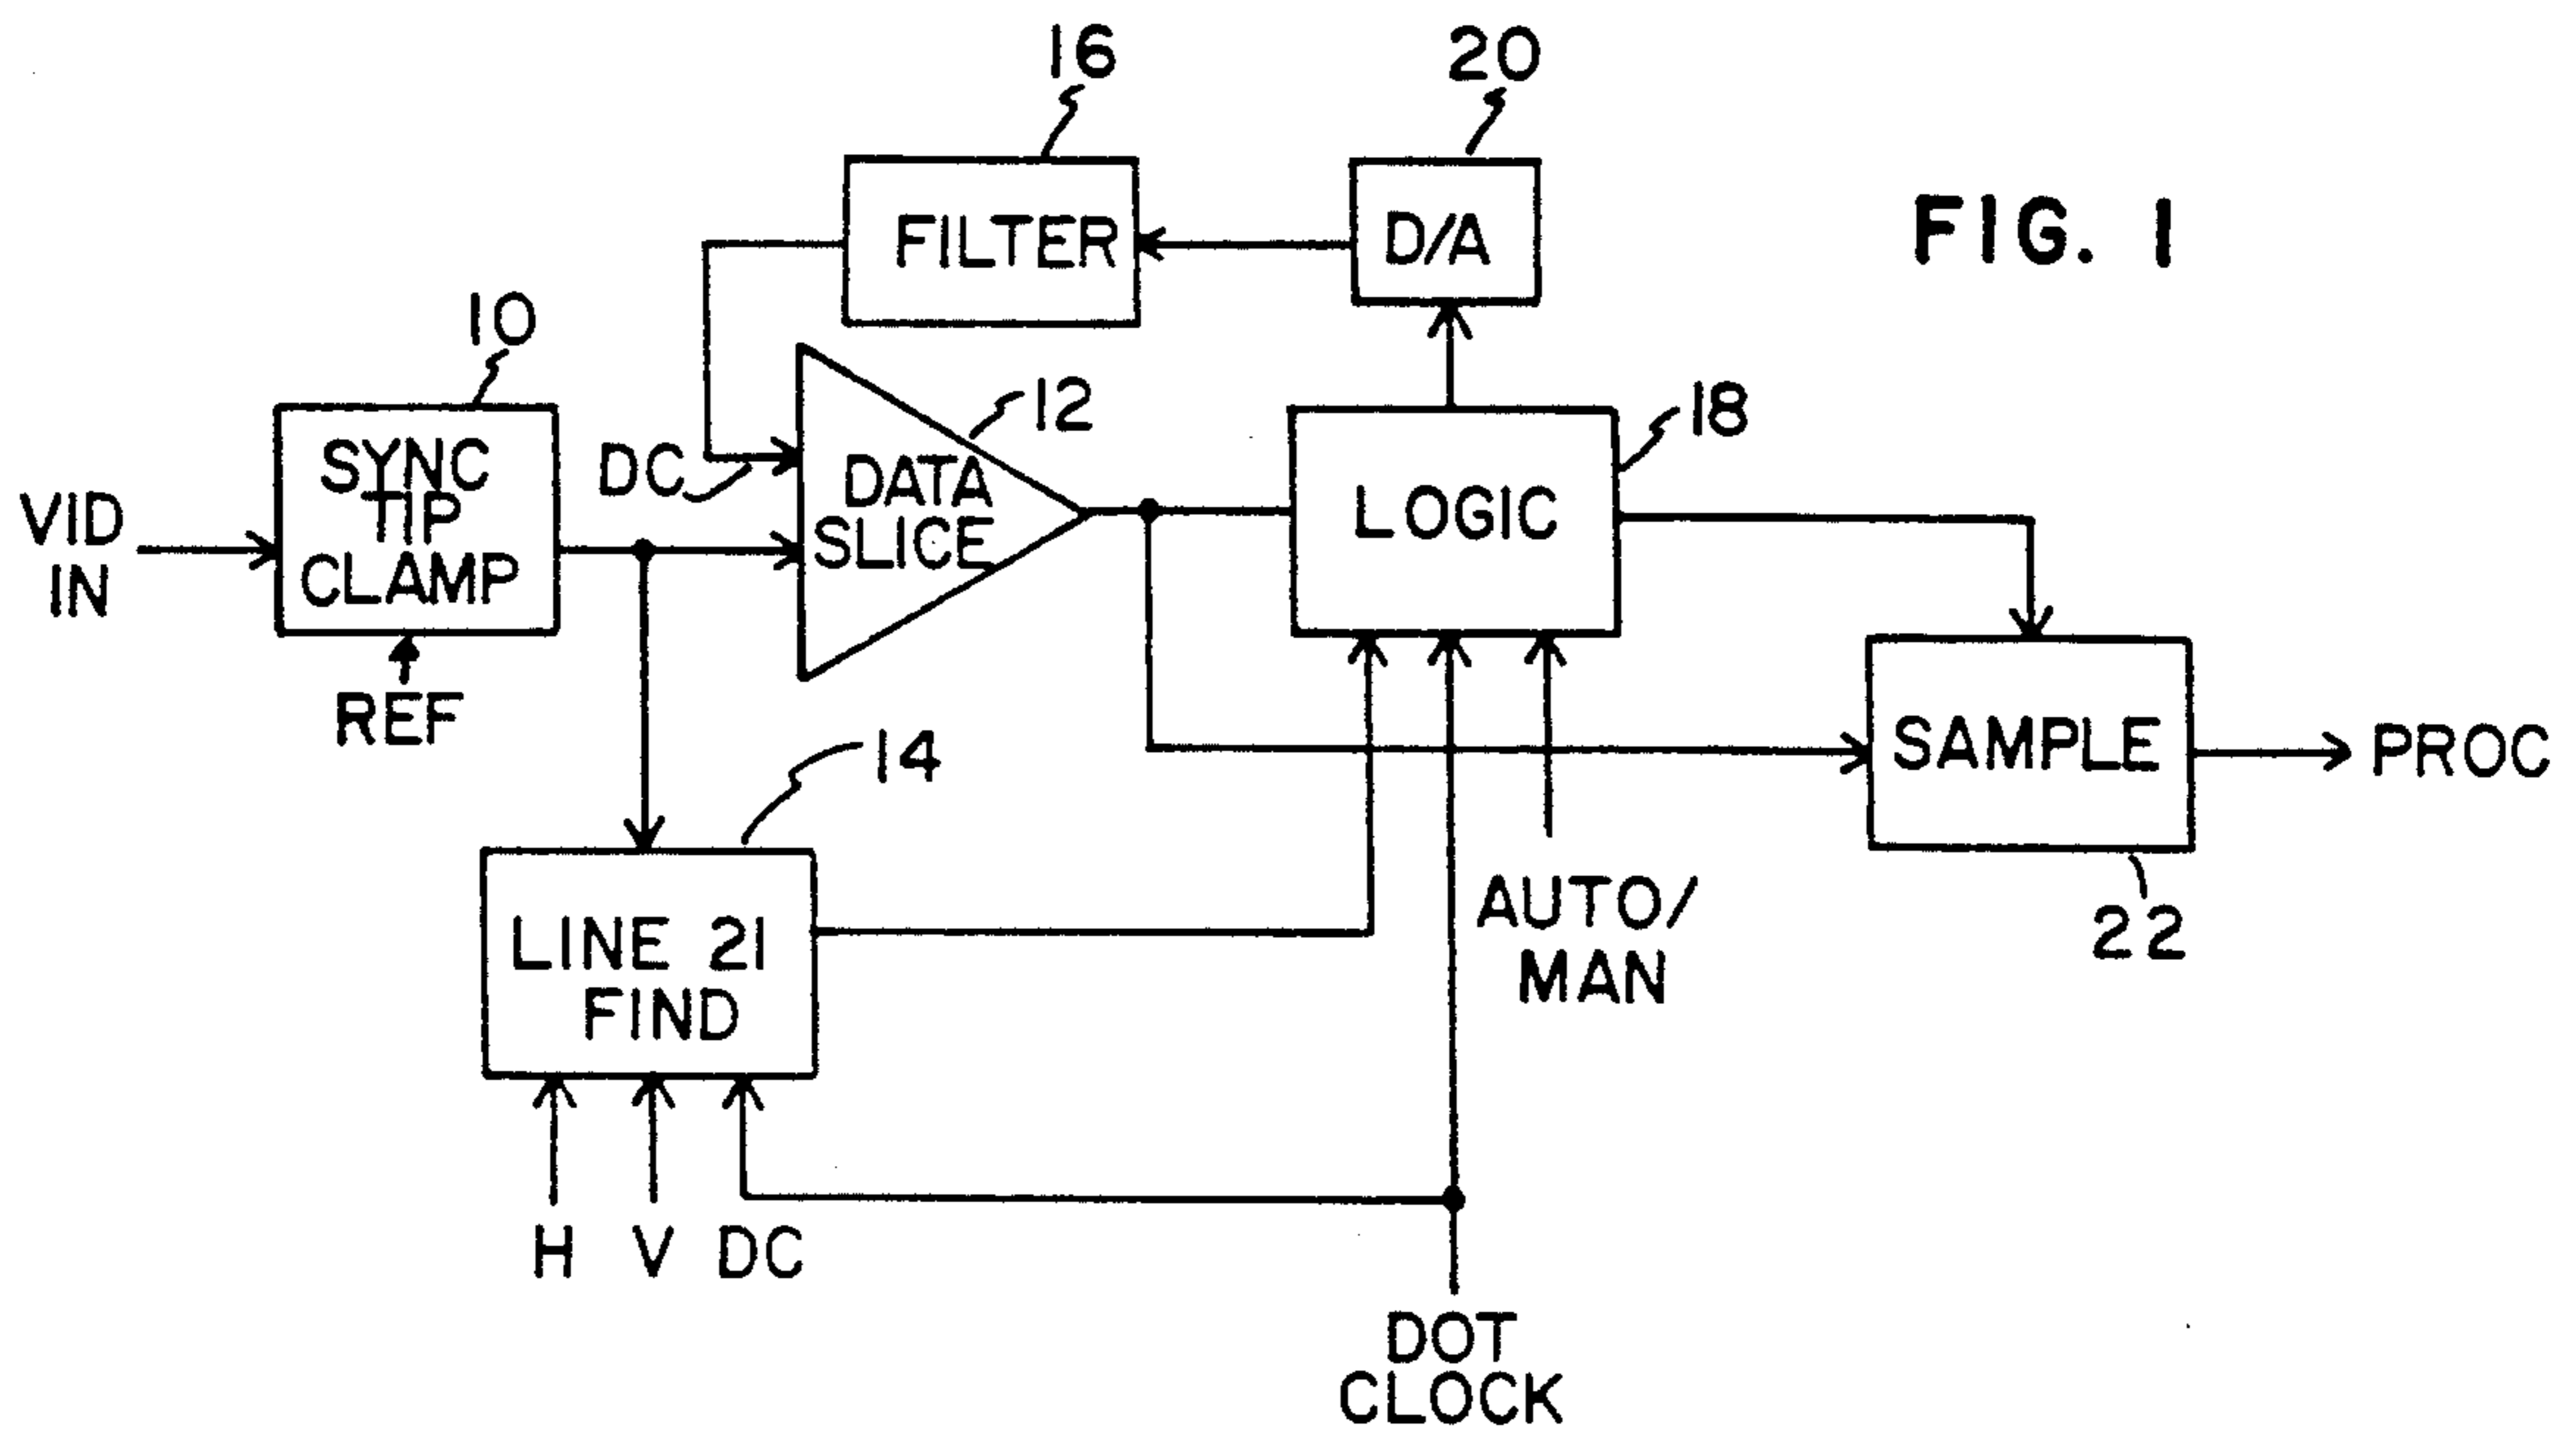 16
20
FILTER
D/A
FIG. 1
10
SYNC
TIP
CLAMP
VID
IN
REF
DC
12
DATA
SLICE
LOGIC
18
14
SAMPLE
PROC
22
LINE 21
FIND
AUTO/
MAN
H V DC
DOT
CLOCK